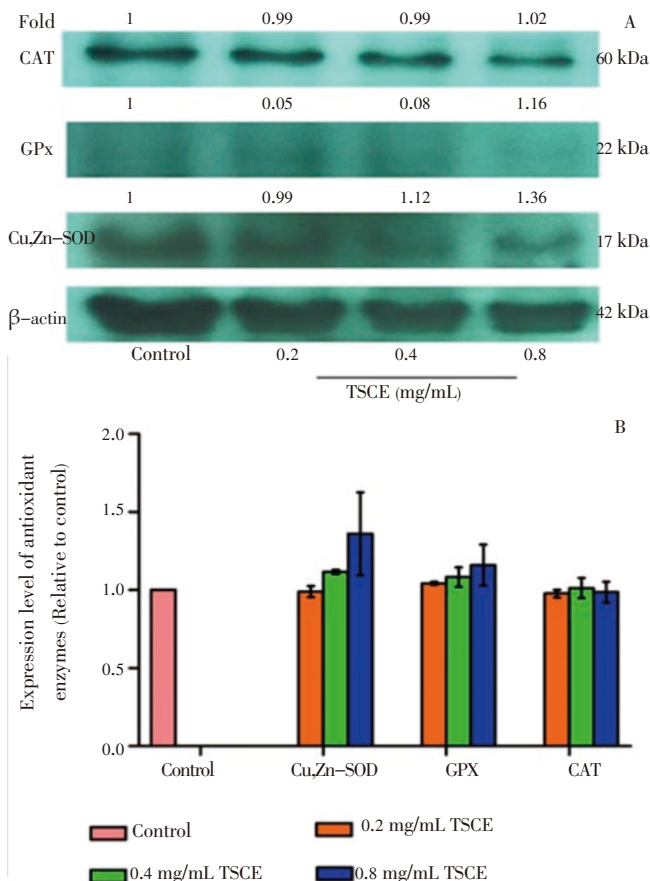 Fold 1 0.99 0.99 1.02 A
CAT 60 kDa
1 0.05 0.08 1.16
GPx 22 kDa
1 0.99 1.12 1.36
Cu,Zn−SOD 17 kDa
β−actin 42 kDa
Control 0.2 0.4 0.8
TSCE (mg/mL)
B
Expression level of antioxidant
enzymes (Relative to control)
2.0
1.5
1.0
0.5
0.0
Control Cu,Zn−SOD GPX CAT
Control 0.2 mg/mL TSCE
0.4 mg/mL TSCE 0.8 mg/mL TSCE